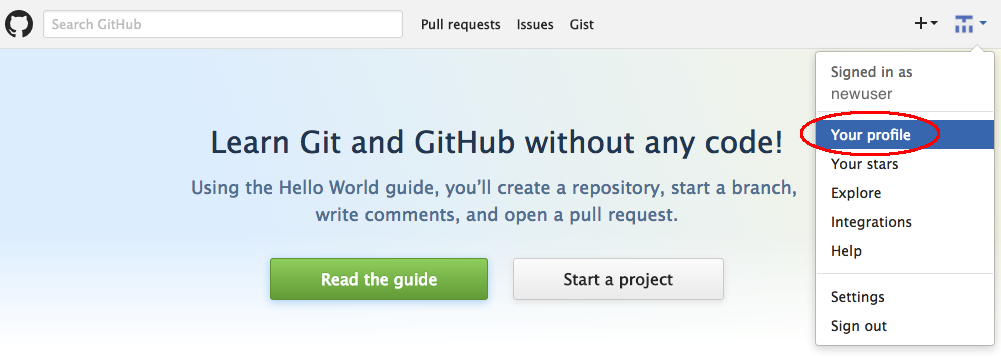 Search GitHub
Pull requests
Issues
Gist
Signed in as
newuser
Your profile
Your stars
Explore
Integrations
Help
Settings
Sign out
Learn Git and GitHub without any code!
Using the Hello World guide, you’ll create a repository, start a branch,
write comments, and open a pull request.
Read the guide
Start a project